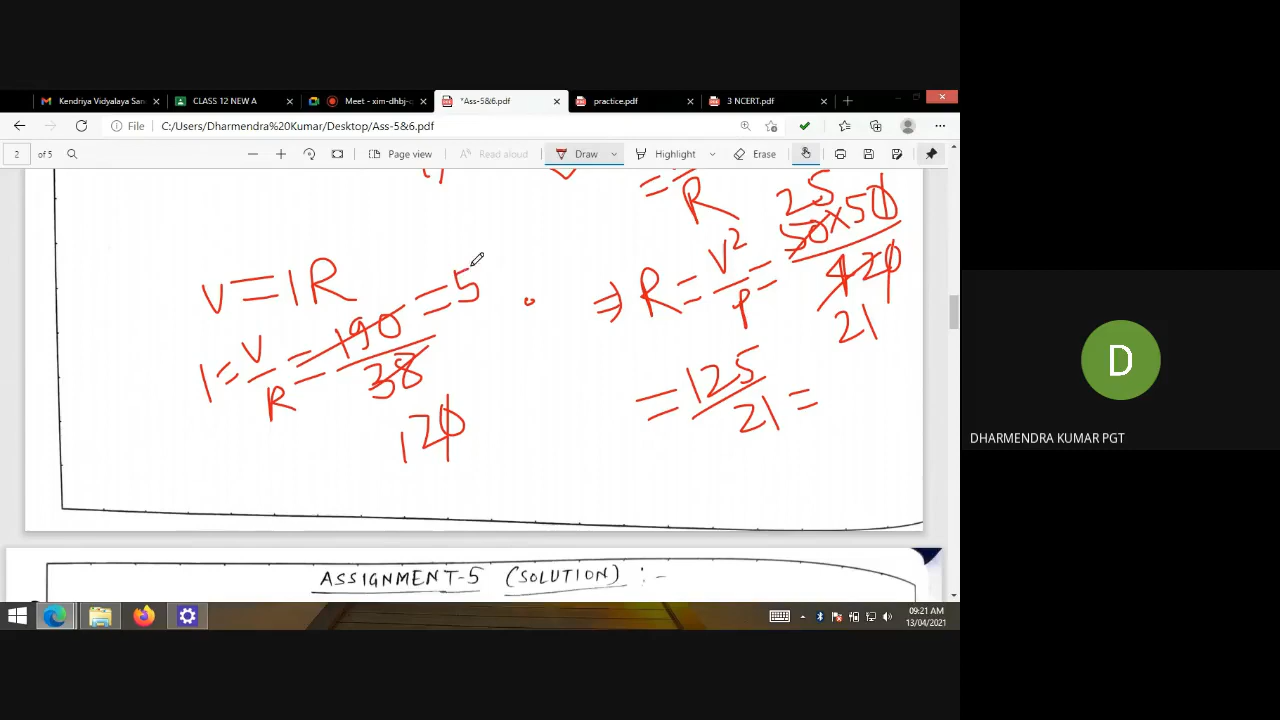 Kendriya Vidyalaya San
CLASS 12 NEW A
Meet - xim-dhbj-c
*Ass-5&6.pdf
practice.pdf
3 NCERT.pdf
File
C:/Users/Dharmendra%20Kumar/Desktop/Ass-5&6.pdf
2 of 5
Page view
Read aloud
Draw
Highlight
Erase
= R
25
V = IR
⇒ R = V² / P = 50 × 50 / 420
21
I = V / R = 190 / 38 = 5
120
= 125 / 21 =
ASSIGNMENT-5 (SOLUTION) :-
D
DHARMENDRA KUMAR PGT
09:21 AM
13/04/2021